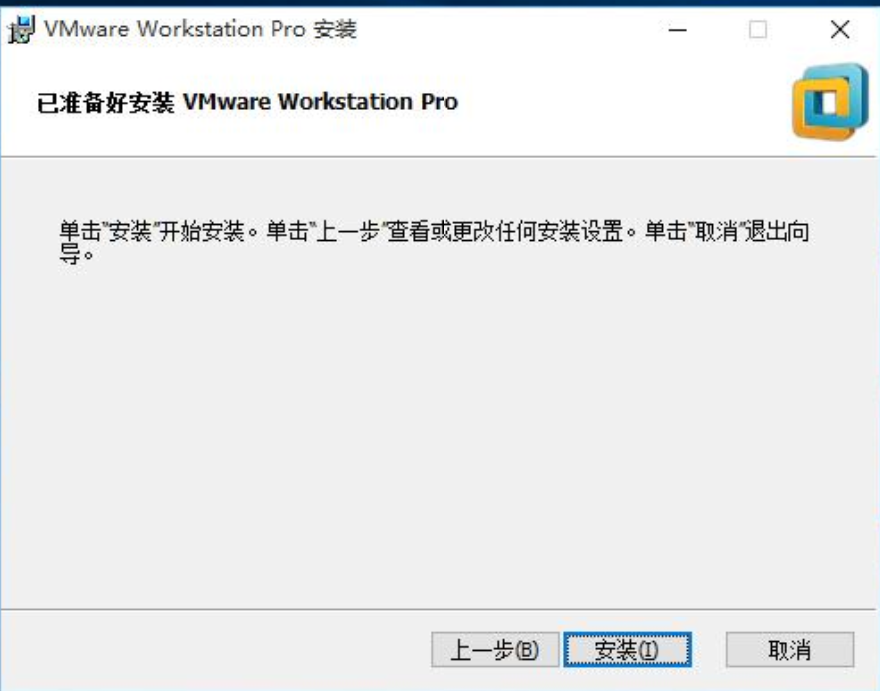 VMware Workstation Pro 安装
已准备好安装 VMware Workstation Pro
单击"安装"开始安装。单击"上一步"查看或更改任何安装设置。单击"取消"退出向
导。
上一步(B) 安装(I) 取消